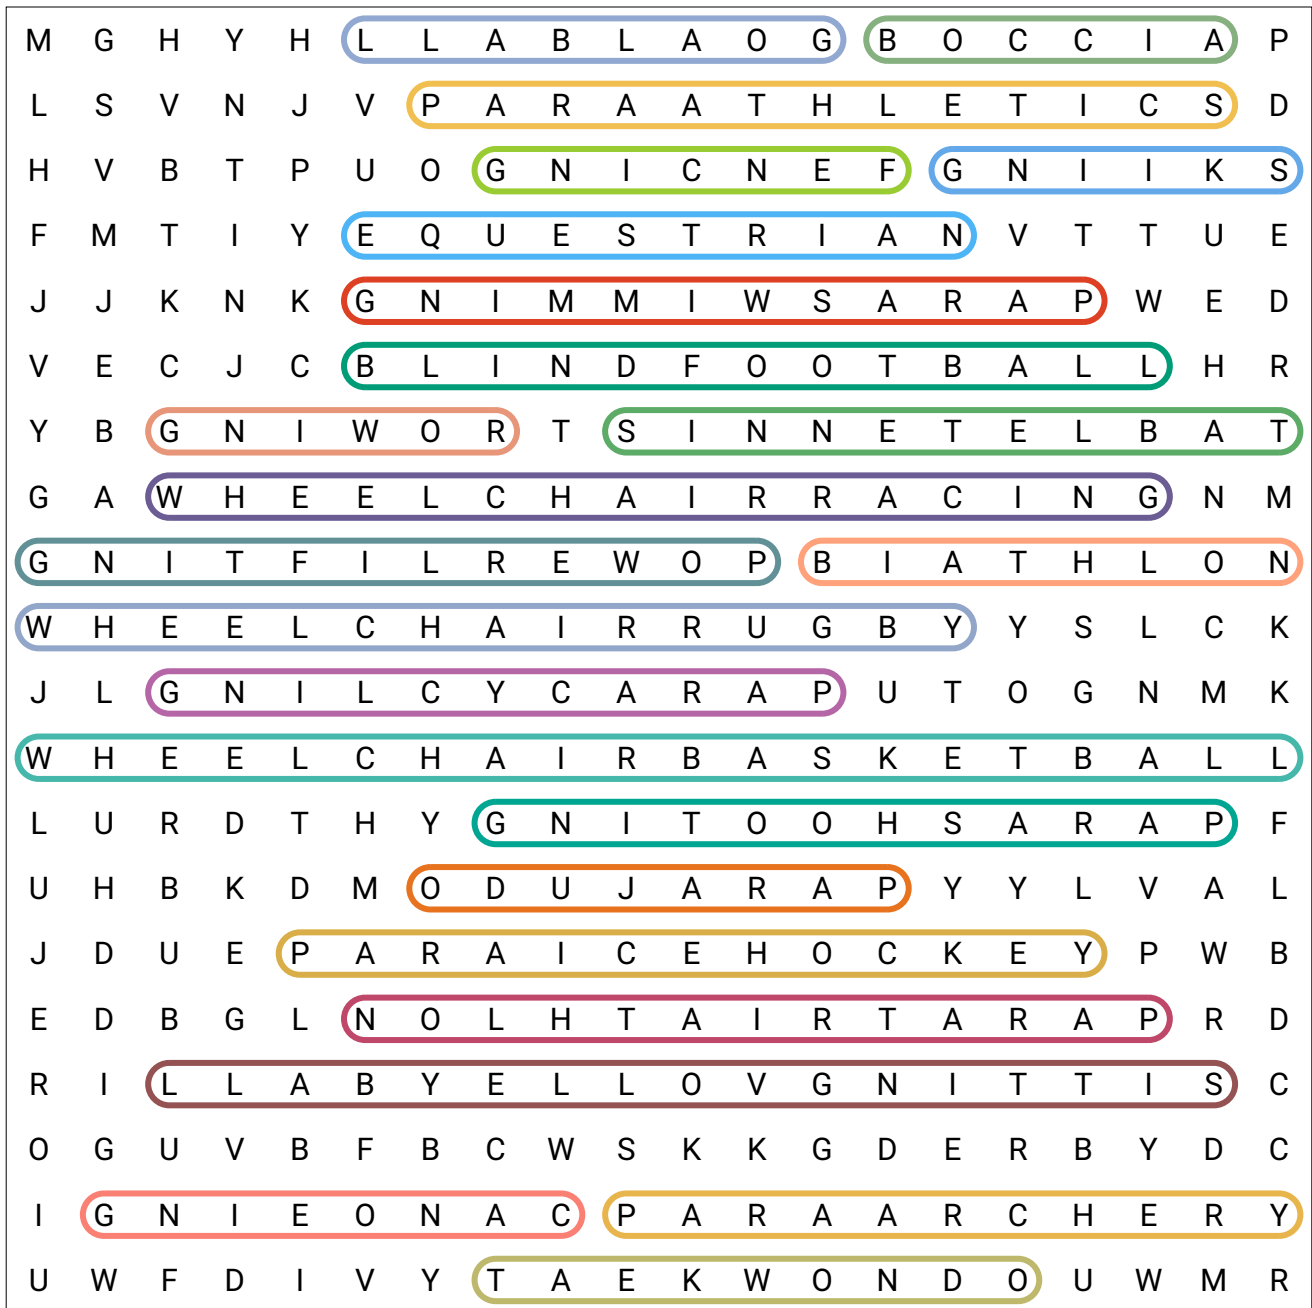 M G H Y H L L A B L A O G B O C C I A P
L S V N J V P A R A A T H L E T I C S D
H V B T P U O G N I C N E F G N I I K S
F M T I Y E Q U E S T R I A N V T T U E
J J K N K G N I M M I W S A R A P W E D
V E C J C B L I N D F O O T B A L L H R
Y B G N I W O R T S I N N E T E L B A T
G A W H E E L C H A I R R A C I N G N M
G N I T F I L R E W O P B I A T H L O N
W H E E L C H A I R R U G B Y Y S L C K
J L G N I L C Y C A R A P U T O G N M K
W H E E L C H A I R B A S K E T B A L L
L U R D T H Y G N I T O O H S A R A P F
U H B K D M O D U J A R A P Y Y L V A L
J D U E P A R A I C E H O C K E Y P W B
E D B G L N O L H T A I R T A R A P R D
R I L L A B Y E L L O V G N I T T I S C
O G U V B F B C W S K K G D E R B Y D C
I G N I E O N A C P A R A A R C H E R Y
U W F D I V Y T A E K W O N D O U W M R